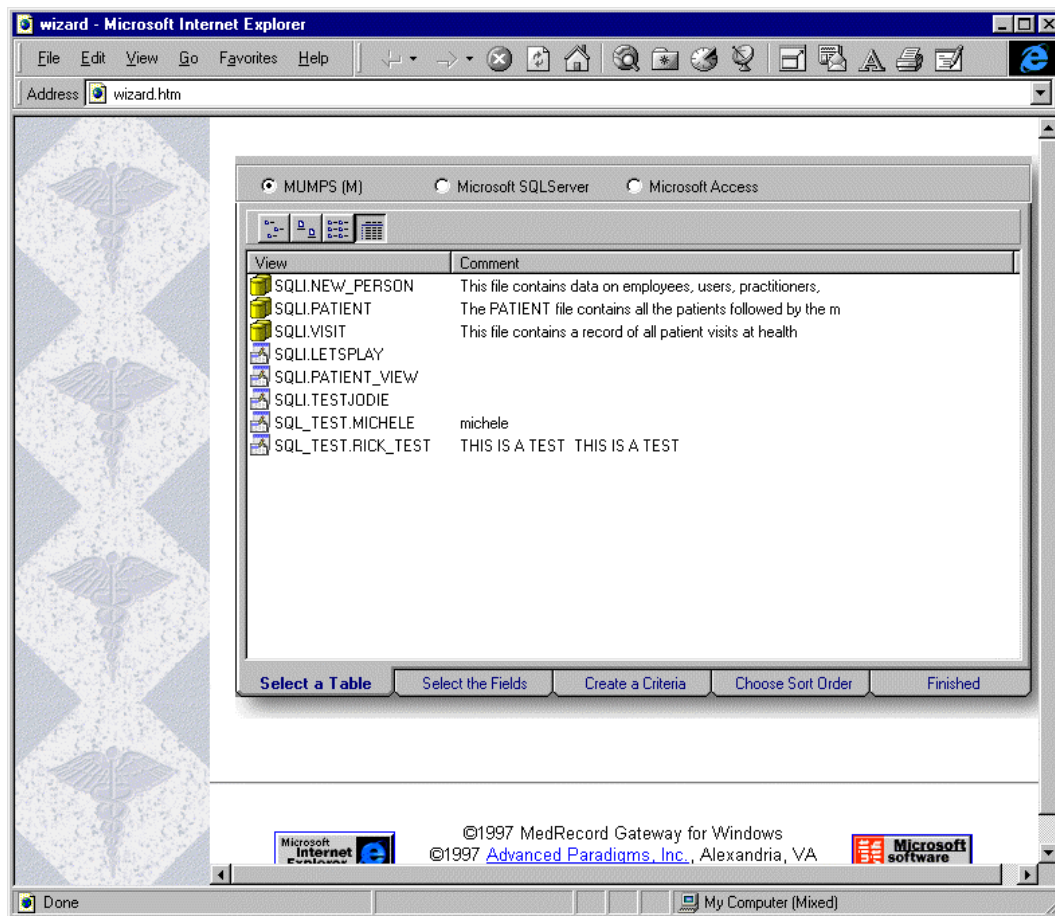 wizard - Microsoft Internet Explorer
File Edit View Go Favorites Help
Address wizard.htm
MUMPS (M) Microsoft SQLServer Microsoft Access
View Comment
SQLI.NEW_PERSON This file contains data on employees, users, practitioners,
SQLI.PATIENT The PATIENT file contains all the patients followed by the m
SQLI.VISIT This file contains a record of all patient visits at health
SQLI.LETSPLAY
SQLI.PATIENT_VIEW
SQLI.TESTJODIE
SQL_TEST.MICHELE michele
SQL_TEST.RICK_TEST THIS IS A TEST THIS IS A TEST
Select a Table Select the Fields Create a Criteria Choose Sort Order Finished
©1997 MedRecord Gateway for Windows
Microsoft Internet Explorer ©1997 Advanced Paradigms, Inc., Alexandria, VA Microsoft software
Done My Computer (Mixed)